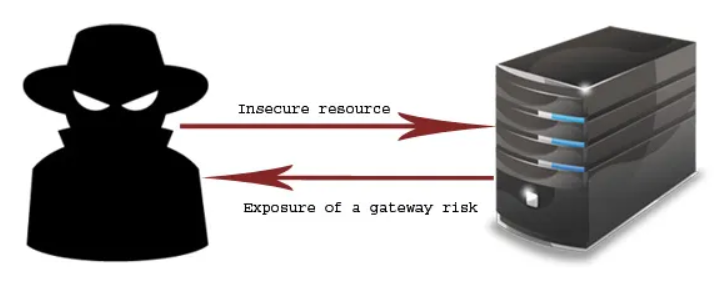 Insecure resource
Exposure of a gateway risk